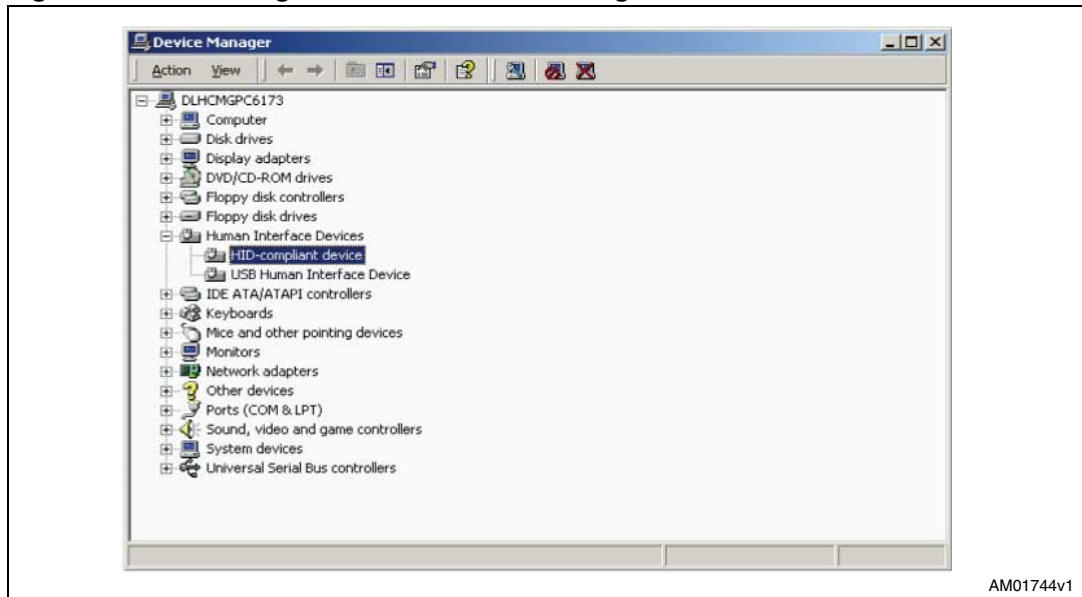 Device Manager
Action View
DLHCMGPC6173
Computer
Disk drives
Display adapters
DVD/CD-ROM drives
Floppy disk controllers
Floppy disk drives
Human Interface Devices
HID-compliant device
USB Human Interface Device
IDE ATA/ATAPI controllers
Keyboards
Mice and other pointing devices
Monitors
Network adapters
Other devices
Ports (COM & LPT)
Sound, video and game controllers
System devices
Universal Serial Bus controllers
AM01744v1